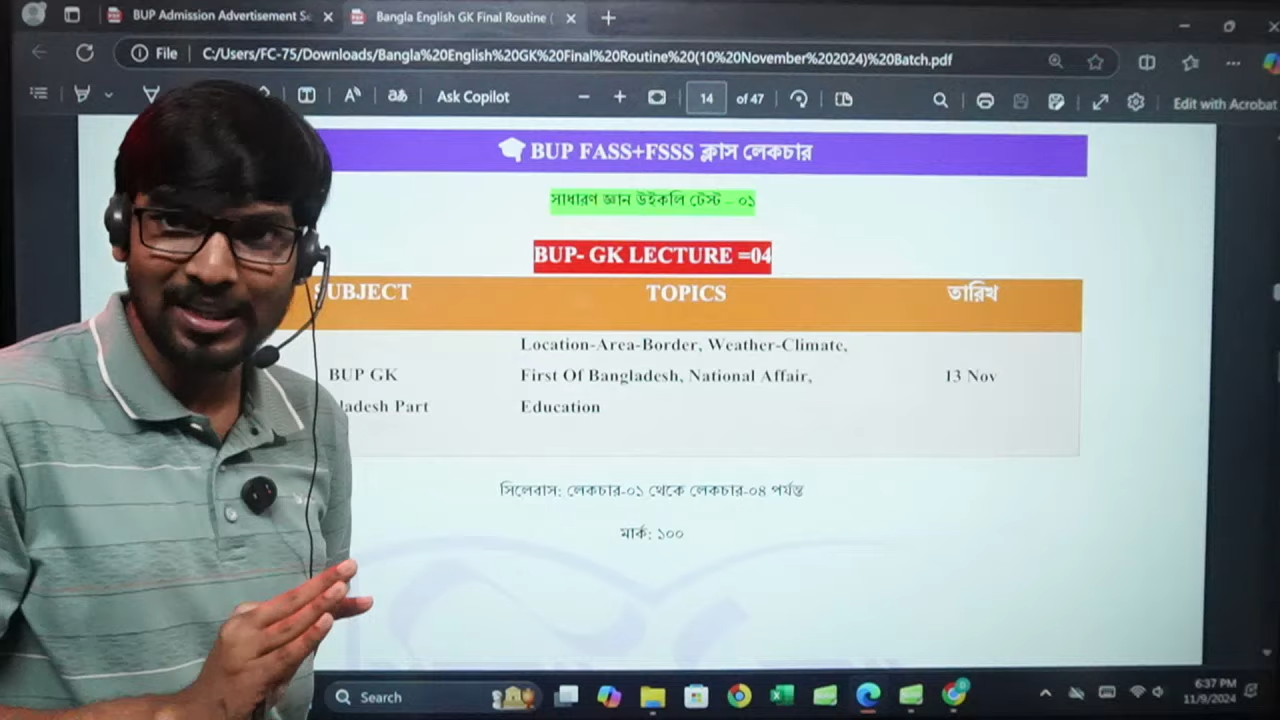 BUP Admission Advertisement Se
Bangla English GK Final Routine (
File
C:/Users/FC-75/Downloads/Bangla%20English%20GK%20Final%20Routine%20(10%20November%202024)%20Batch.pdf
Ask Copilot
14
of 47
Edit with Acrobat
BUP FASS+FSSS ক্লাস লেকচার
সাধারণ জ্ঞান উইকলি টেস্ট – ০১
BUP- GK LECTURE =04
SUBJECT TOPICS তারিখ
Location-Area-Border, Weather-Climate,
BUP GK First Of Bangladesh, National Affair, 13 Nov
ladesh Part Education
সিলেবাস: লেকচার-০১ থেকে লেকচার-০৪ পর্যন্ত
মার্ক: ১০০
Search
6:37 PM
11/9/2024